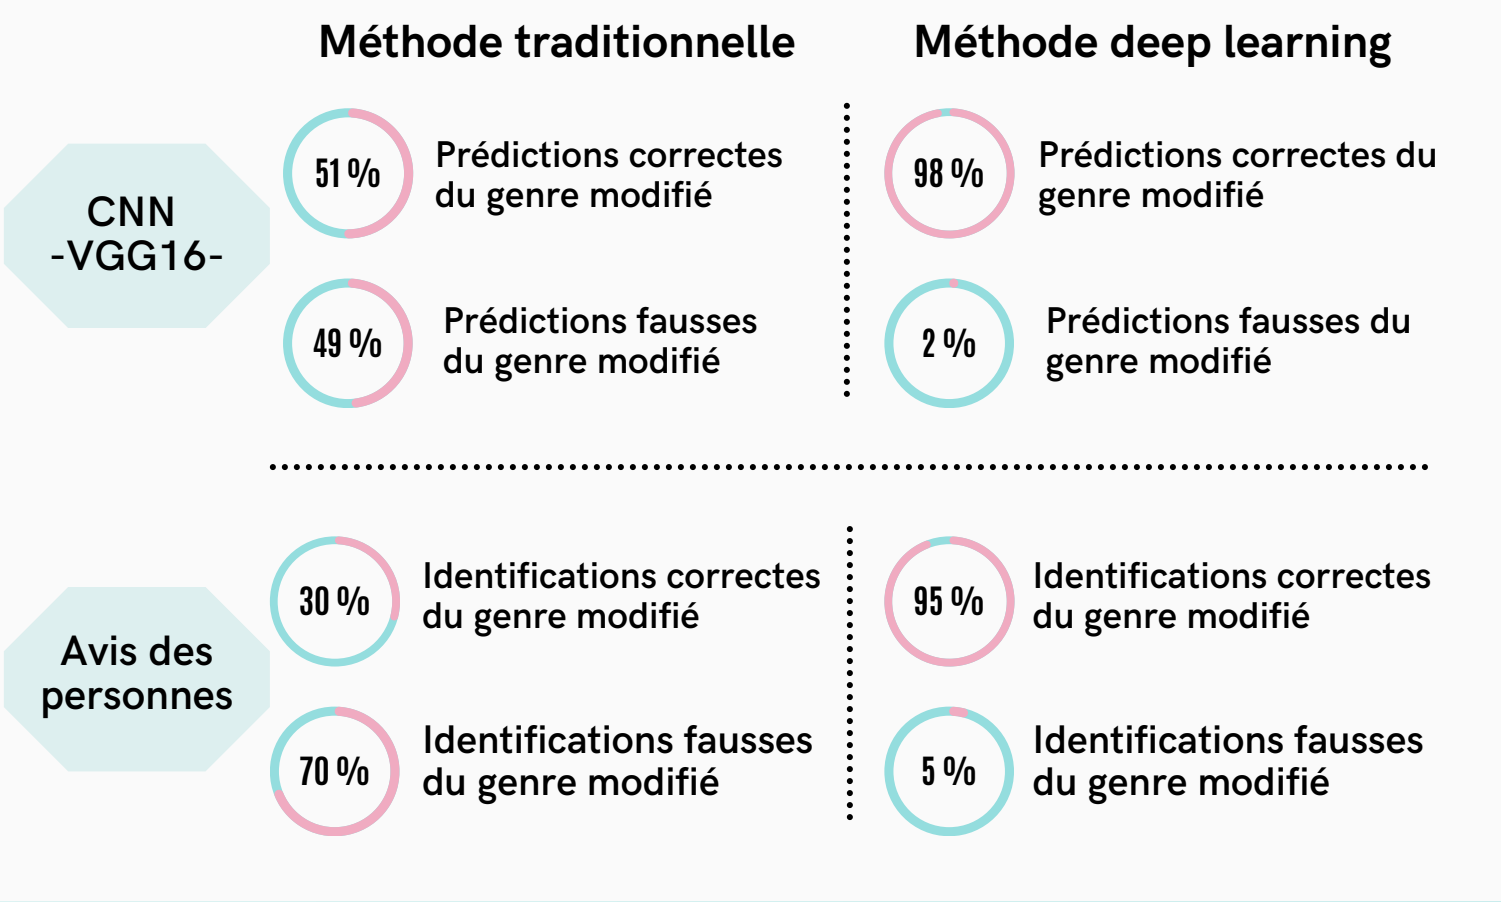 Méthode traditionnelle
Méthode deep learning
CNN
-VGG16-
51 %
Prédictions correctes
du genre modifié
98 %
Prédictions correctes du
genre modifié
49 %
Prédictions fausses
du genre modifié
2 %
Prédictions fausses du
genre modifié
Avis des
personnes
30 %
Identifications correctes
du genre modifié
95 %
Identifications correctes
du genre modifié
70 %
Identifications fausses
du genre modifié
5 %
Identifications fausses
du genre modifié